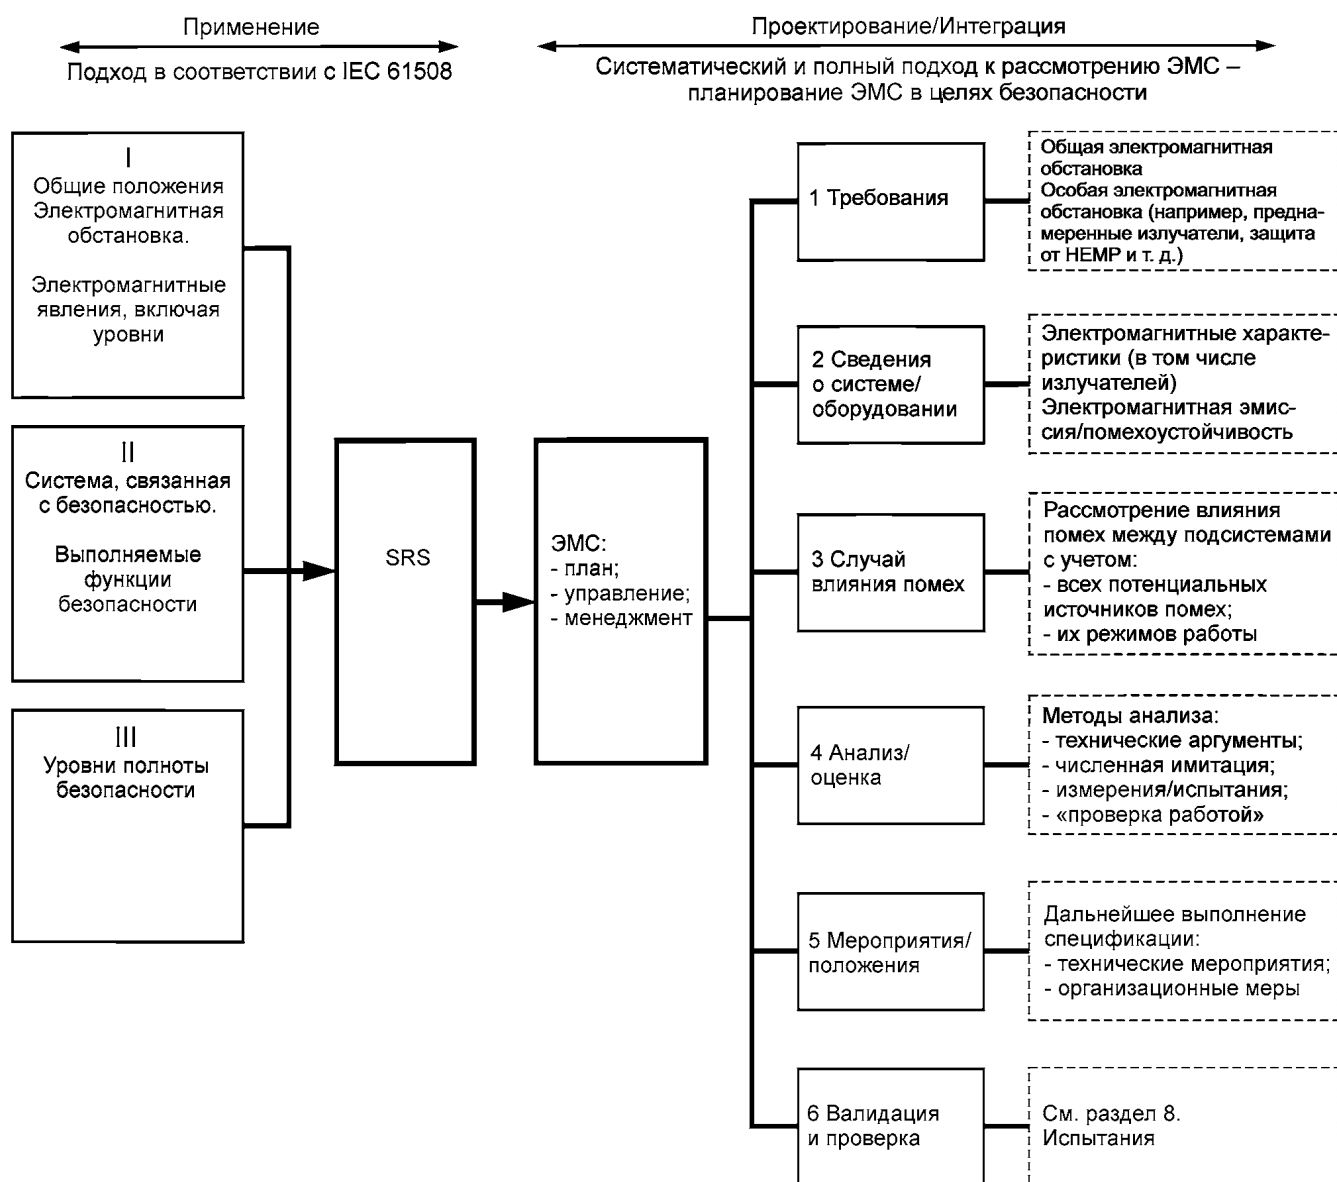 Применение
Подход в соответствии с IEC 61508
Проектирование/Интеграция
Систематический и полный подход к рассмотрению ЭМС –
планирование ЭМС в целях безопасности
I
Общие положения
Электромагнитная
обстановка.
Электромагнитные
явления, включая
уровни
II
Система, связанная
с безопасностью.
Выполняемые
функции
безопасности
III
Уровни полноты
безопасности
SRS
ЭМС:
- план;
- управление;
- менеджмент
1 Требования
Общая электромагнитная
обстановка
Особая электромагнитная
обстановка (например, предна-
меренные излучатели, защита
от HEMP и т. д.)
2 Сведения
о системе/
оборудовании
Электромагнитные характе-
ристики (в том числе
излучателей)
Электромагнитная эмис-
сия/помехоустойчивость
3 Случай
влияния помех
Рассмотрение влияния
помех между подсистемами
с учетом:
- всех потенциальных
источников помех;
- их режимов работы
4 Анализ/
оценка
Методы анализа:
- технические аргументы;
- численная имитация;
- измерения/испытания;
- «проверка работой»
5 Мероприятия/
положения
Дальнейшее выполнение
спецификации:
- технические мероприятия;
- организационные меры
6 Валидация
и проверка
См. раздел 8.
Испытания